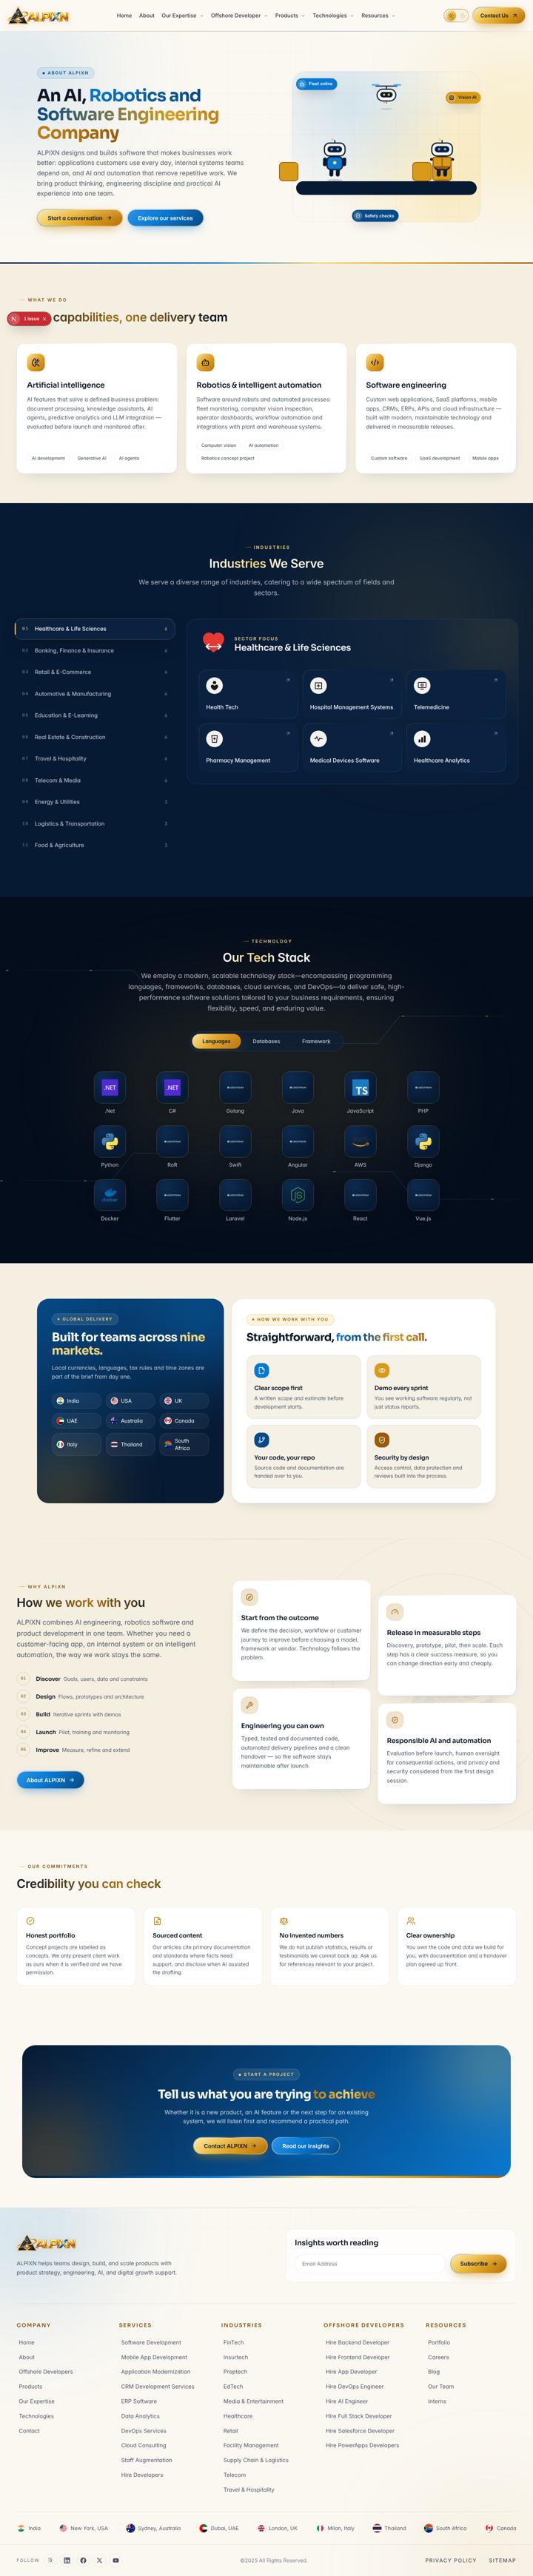 ALPIXN
Home About Our Expertise Offshore Developer Products Technologies Resources
Contact Us
ABOUT ALPIXN
An AI, Robotics and
Software Engineering
Company
ALPIXN designs and builds software that makes businesses work
better: applications customers use every day, internal systems teams
depend on, and AI and automation that remove repetitive work. We
bring product thinking, engineering discipline and practical AI
experience into one team.
Start a conversation
Explore our services
Fleet online
Vision AI
Safety checks
WHAT WE DO
1 Issue
capabilities, one delivery team
Artificial intelligence
AI features that solve a defined business problem:
document processing, knowledge assistants, AI
agents, predictive analytics and LLM integration —
evaluated before launch and monitored after.
AI development Generative AI AI agents
Robotics & intelligent automation
Software around robots and automated processes:
fleet monitoring, computer vision inspection,
operator dashboards, workflow automation and
integrations with plant and warehouse systems.
Computer vision AI automation
Robotics concept project
Software engineering
Custom web applications, SaaS platforms, mobile
apps, CRMs, ERPs, APIs and cloud infrastructure —
built with modern, maintainable technology and
delivered in measurable releases.
Custom software SaaS development Mobile apps
INDUSTRIES
Industries We Serve
We serve a diverse range of industries, catering to a wide spectrum of fields and
sectors.
01 Healthcare & Life Sciences 6
02 Banking, Finance & Insurance 6
03 Retail & E-Commerce 6
04 Automotive & Manufacturing 6
05 Education & E-Learning 6
06 Real Estate & Construction 6
07 Travel & Hospitality 6
08 Telecom & Media 6
09 Energy & Utilities
10 Logistics & Transportation
11 Food & Agriculture
SECTOR FOCUS
Healthcare & Life Sciences
Health Tech
Hospital Management Systems
Telemedicine
Pharmacy Management
Medical Devices Software
Healthcare Analytics
TECHNOLOGY
Our Tech Stack
We employ a modern, scalable technology stack—encompassing programming
languages, frameworks, databases, cloud services, and DevOps—to deliver safe, high-
performance software solutions tailored to your business requirements, ensuring
flexibility, speed, and enduring value.
Languages Databases Framework
.NET .NET TS
.Net C# Golang Java JavaScript PHP
Python RoR Swift Angular AWS Django
docker
Docker Flutter Laravel Node.js React Vue.js
GLOBAL DELIVERY
Built for teams across nine
markets.
Local currencies, languages, tax rules and time zones are
part of the brief from day one.
India USA UK
UAE Australia Canada
Italy Thailand South
Africa
HOW WE WORK WITH YOU
Straightforward, from the first call.
Clear scope first
A written scope and estimate before
development starts.
Demo every sprint
You see working software regularly, not
just status reports.
Your code, your repo
Source code and documentation are
handed over to you.
Security by design
Access control, data protection and
reviews built into the process.
WHY ALPIXN
How we work with you
ALPIXN combines AI engineering, robotics software and
product development in one team. Whether you need a
customer-facing app, an internal system or an intelligent
automation, the way we work stays the same.
01 Discover Goals, users, data and constraints
02 Design Flows, prototypes and architecture
03 Build Iterative sprints with demos
04 Launch Pilot, training and monitoring
05 Improve Measure, refine and extend
About ALPIXN
Start from the outcome
We define the decision, workflow or customer
journey to improve before choosing a model,
framework or vendor. Technology follows the
problem.
Release in measurable steps
Discovery, prototype, pilot, then scale. Each
step has a clear success measure, so you
can change direction early and cheaply.
Engineering you can own
Typed, tested and documented code,
automated delivery pipelines and a clean
handover — so the software stays
maintainable after launch.
Responsible AI and automation
Evaluation before launch, human oversight
for consequential actions, and privacy and
security considered from the first design
session.
OUR COMMITMENTS
Credibility you can check
Honest portfolio
Concept projects are labelled as
concepts. We only present client work
as ours when it is verified and we have
permission.
Sourced content
Our articles cite primary documentation
and standards where facts need
support, and disclose when AI assisted
the drafting.
No invented numbers
We do not publish statistics, results or
testimonials we cannot back up. Ask us
for references relevant to your project.
Clear ownership
You own the code and data we build for
you, with documentation and a handover
plan agreed up front.
START A PROJECT
Tell us what you are trying to achieve
Whether it is a new product, an AI feature or the next step for an existing
system, we will listen first and recommend a practical path.
Contact ALPIXN
Read our insights
ALPIXN
ALPIXN helps teams design, build, and scale products with
product strategy, engineering, AI, and digital growth support.
Insights worth reading
Email Address
Subscribe
COMPANY
Home
About
Offshore Developers
Products
Our Expertise
Technologies
Contact
SERVICES
Software Development
Mobile App Development
Application Modernization
CRM Development Services
ERP Software
Data Analytics
DevOps Services
Cloud Consulting
Staff Augmentation
Hire Developers
INDUSTRIES
FinTech
Insurtech
Proptech
EdTech
Media & Entertainment
Healthcare
Retail
Facility Management
Supply Chain & Logistics
Telecom
Travel & Hospitality
OFFSHORE DEVELOPERS
Hire Backend Developer
Hire Frontend Developer
Hire App Developer
Hire DevOps Engineer
Hire AI Engineer
Hire Full Stack Developer
Hire Salesforce Developer
Hire PowerApps Developers
RESOURCES
Portfolio
Careers
Blog
Our Team
Interns
India New York, USA Sydney, Australia Dubai, UAE London, UK Milan, Italy Thailand South Africa Canada
FOLLOW
©2025 All Rights Reserved.
PRIVACY POLICY SITEMAP